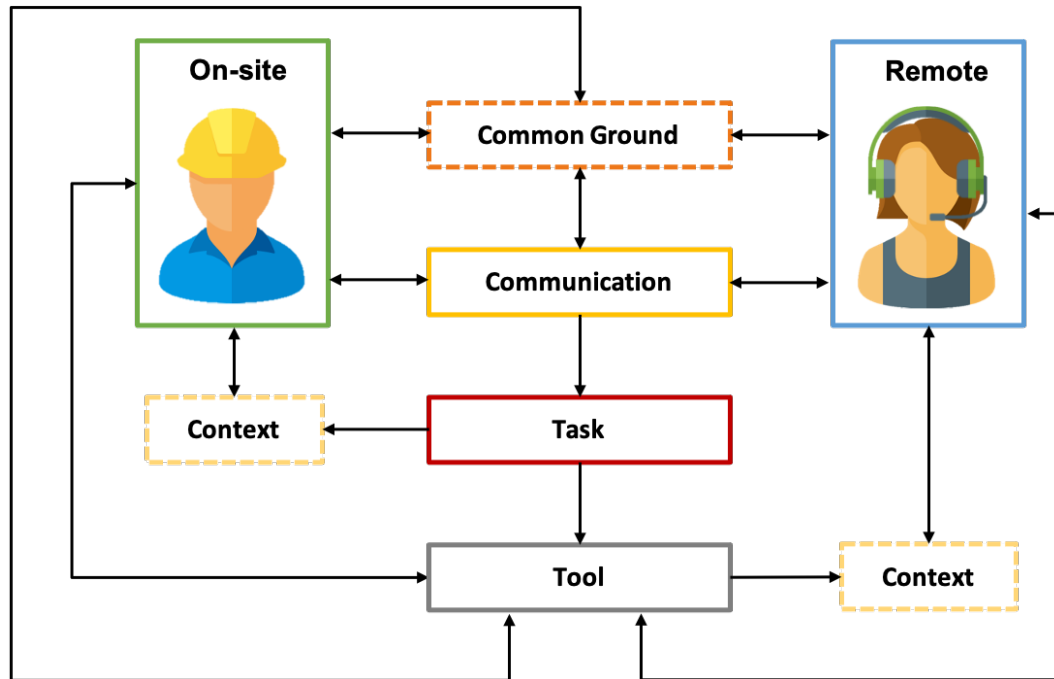 On-site
Remote
Common Ground
Communication
Context
Task
Tool
Context